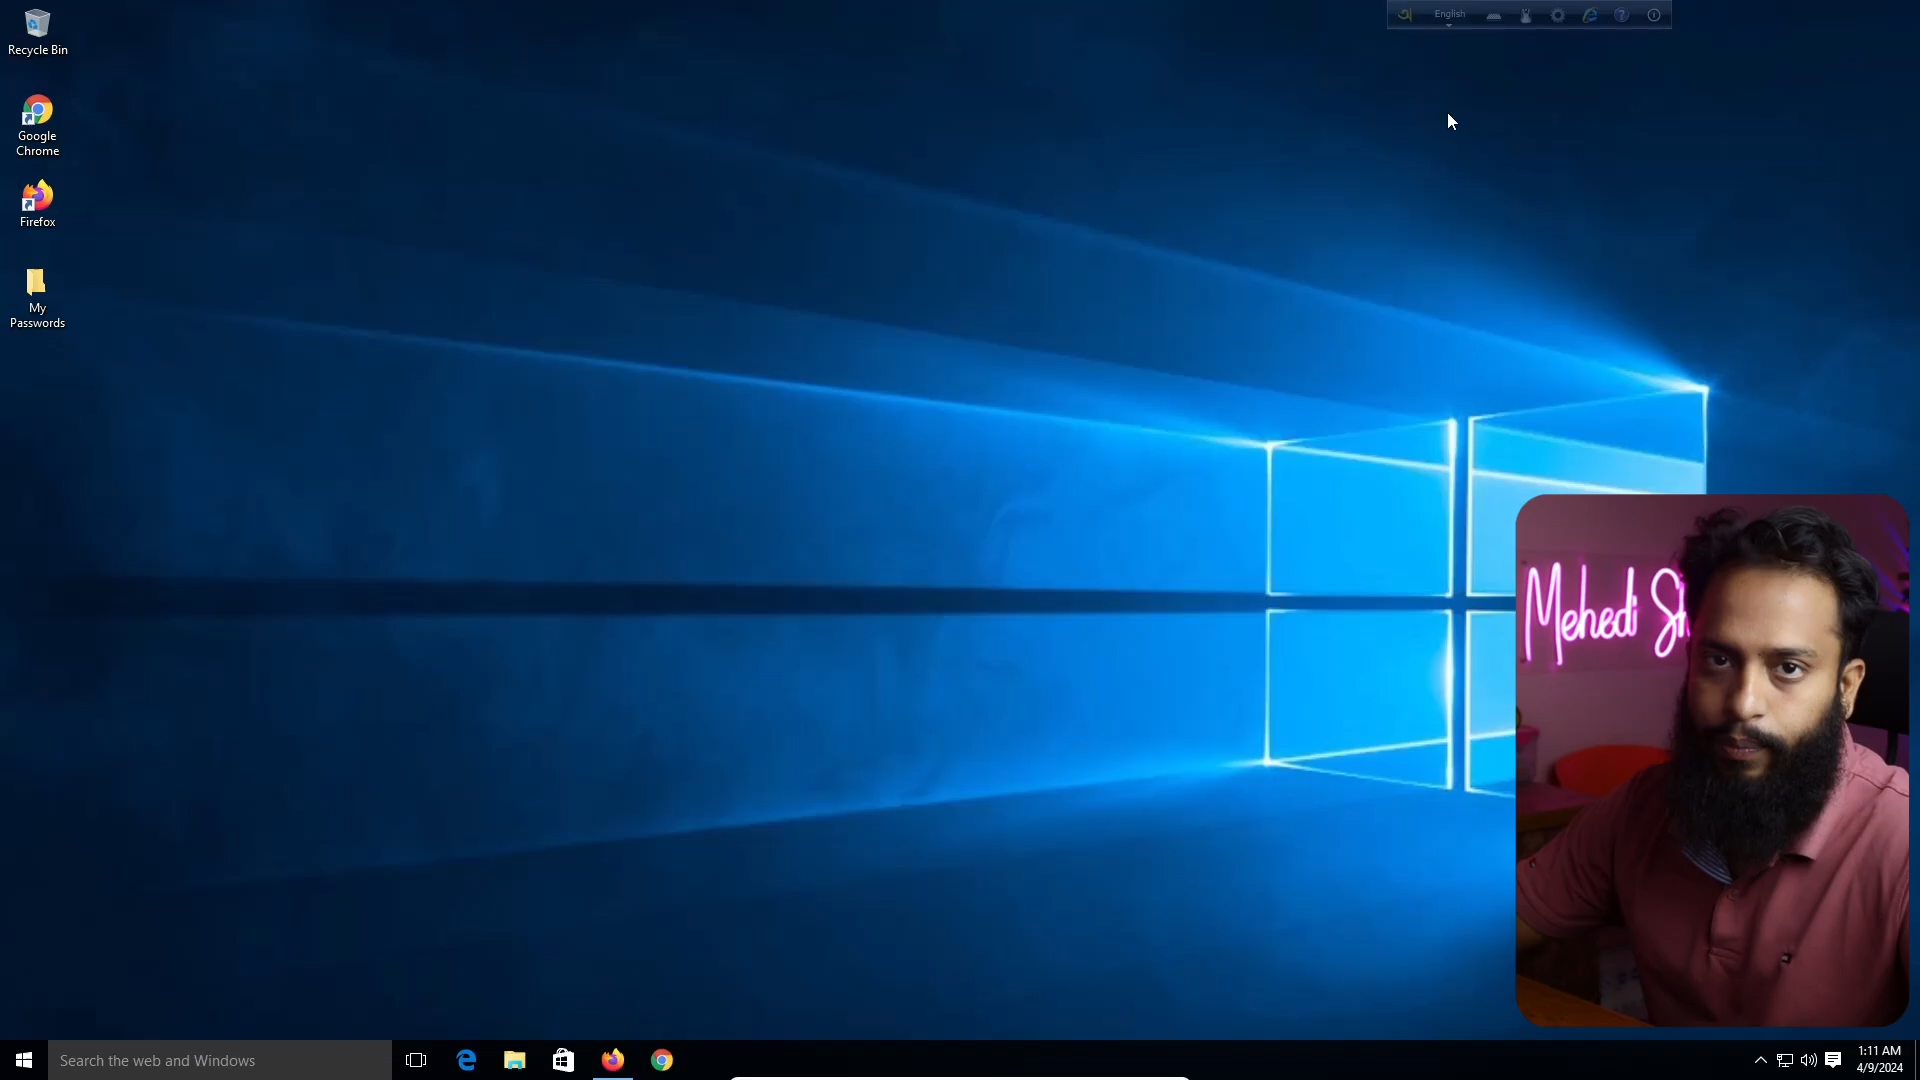 Recycle Bin
Google
Chrome
Firefox
My
Passwords
English
Mehedi Sh
Search the web and Windows
1:11 AM
4/9/2024